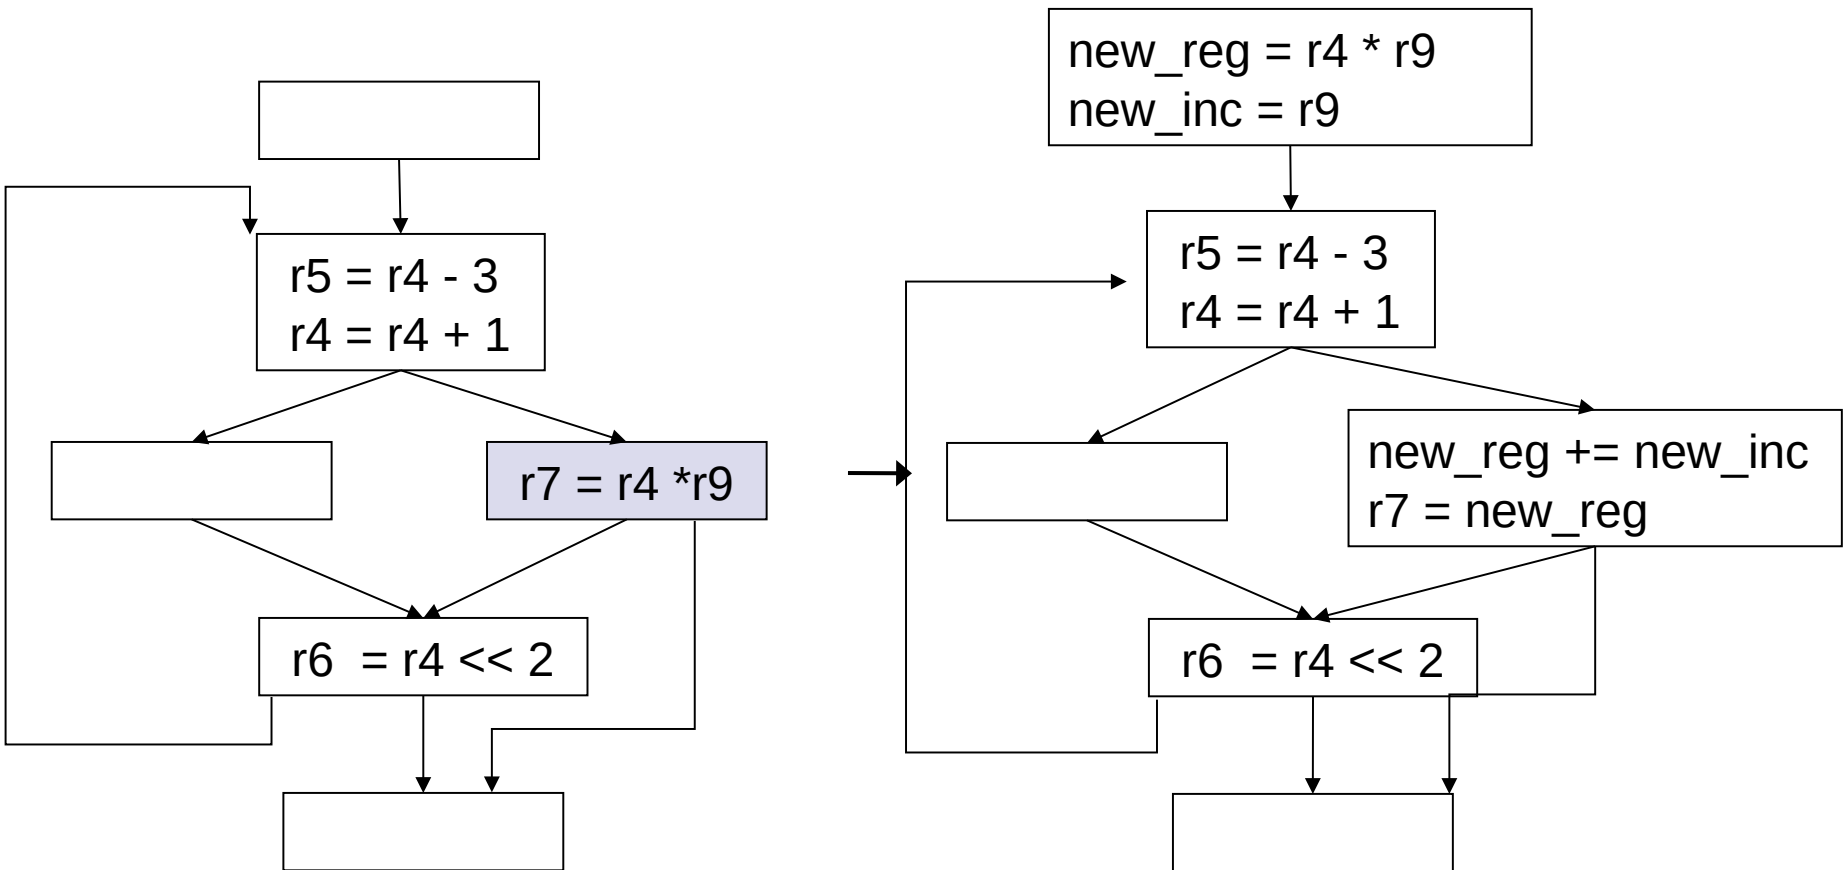 r5 = r4 - 3
r4 = r4 + 1
r7 = r4 *r9
r6  = r4 << 2
new_reg = r4 * r9
new_inc = r9
r5 = r4 - 3
r4 = r4 + 1
new_reg += new_inc
r7 = new_reg
r6  = r4 << 2